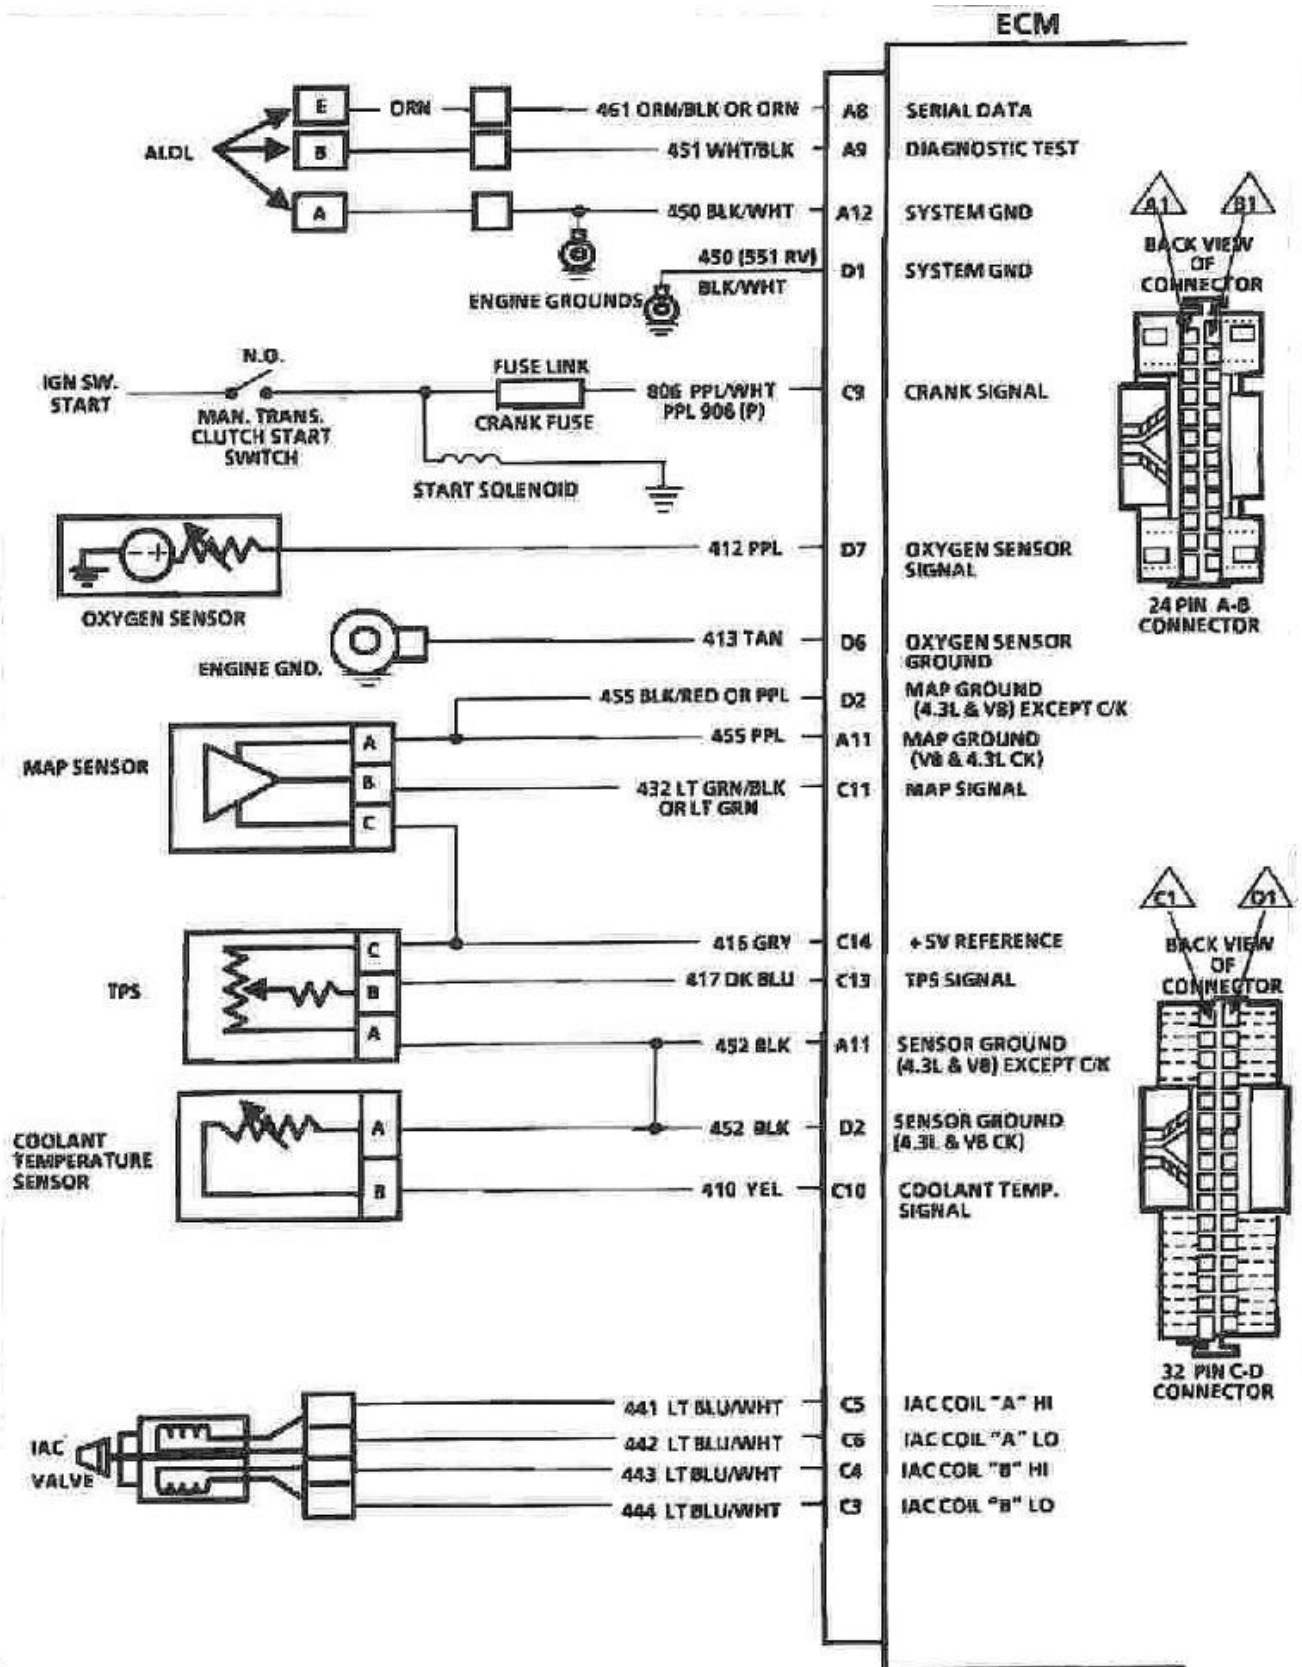 ECM
ALDL
E ORN 461 ORN/BLK OR ORN A8 SERIAL DATA
B 451 WHT/BLK A9 DIAGNOSTIC TEST
A 450 BLK/WHT A12 SYSTEM GND
450 (551 RV)
BLK/WHT D1 SYSTEM GND
ENGINE GROUNDS
A1 B1
BACK VIEW
OF
CONNECTOR
24 PIN A-B
CONNECTOR
IGN SW.
START
N.O.
MAN. TRANS.
CLUTCH START
SWITCH
FUSE LINK
CRANK FUSE
806 PPL/WHT
PPL 906 (P)
C9 CRANK SIGNAL
START SOLENOID
- +
OXYGEN SENSOR
412 PPL D7 OXYGEN SENSOR
SIGNAL
ENGINE GND.
413 TAN D6 OXYGEN SENSOR
GROUND
455 BLK/RED OR PPL D2 MAP GROUND
(4.3L & V8) EXCEPT C/K
MAP SENSOR
A 455 PPL A11 MAP GROUND
(V8 & 4.3L CK)
B 432 LT GRN/BLK
OR LT GRN
C11 MAP SIGNAL
C
TPS
C 416 GRY C14 +5V REFERENCE
B 417 DK BLU C13 TPS SIGNAL
A 452 BLK A11 SENSOR GROUND
(4.3L & V8) EXCEPT C/K
COOLANT
TEMPERATURE
SENSOR
A 452 BLK D2 SENSOR GROUND
(4.3L & V8 CK)
B 410 YEL C10 COOLANT TEMP.
SIGNAL
C1 D1
BACK VIEW
OF
CONNECTOR
32 PIN C-D
CONNECTOR
IAC
VALVE
441 LT BLU/WHT C5 IAC COIL "A" HI
442 LT BLU/WHT C6 IAC COIL "A" LO
443 LT BLU/WHT C4 IAC COIL "B" HI
444 LT BLU/WHT C3 IAC COIL "B" LO